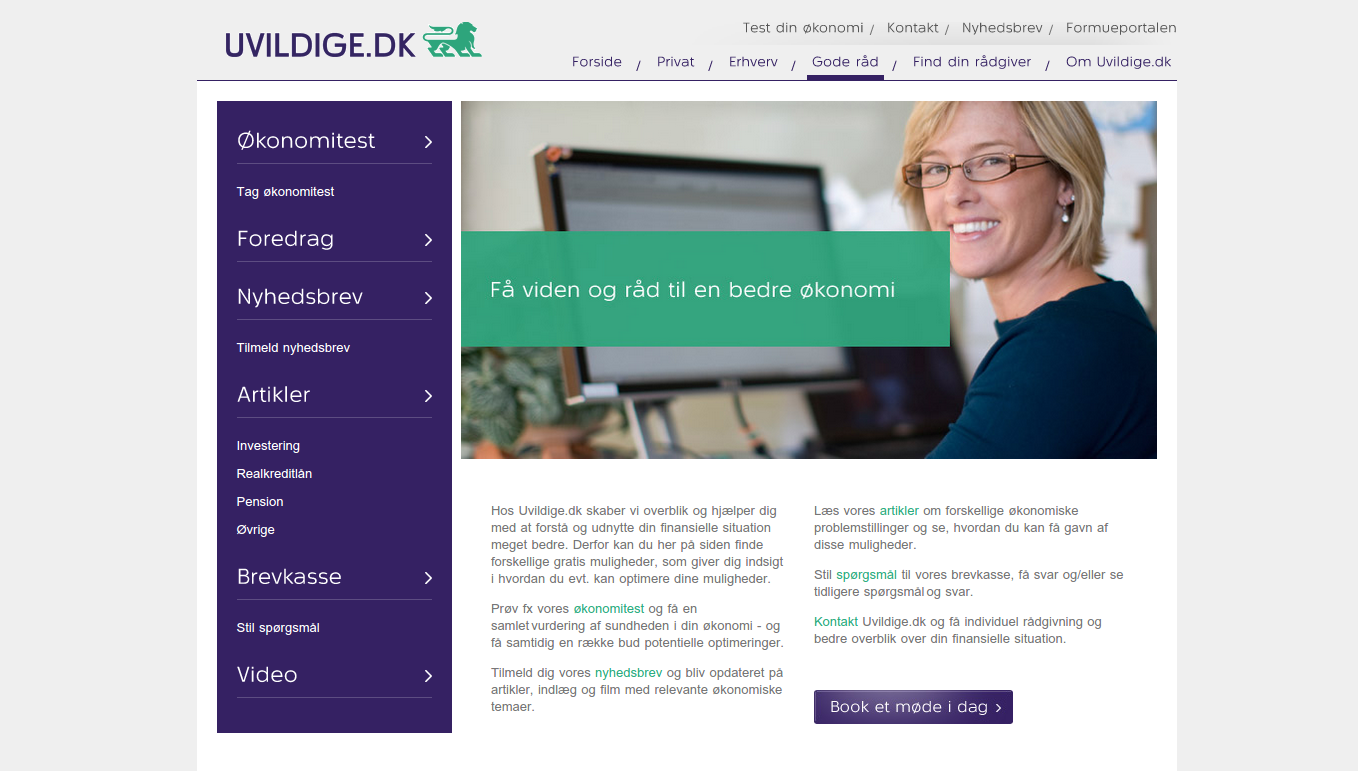 UVILDIGE.DK
Test din økonomi / Kontakt / Nyhedsbrev / Formueportalen
Forside / Privat / Erhverv / Gode råd / Find din rådgiver / Om Uvildige.dk
Økonomitest
Tag økonomitest
Foredrag
Nyhedsbrev
Tilmeld nyhedsbrev
Artikler
Investering
Realkreditlån
Pension
Øvrige
Brevkasse
Stil spørgsmål
Video
Få viden og råd til en bedre økonomi
Hos Uvildige.dk skaber vi overblik og hjælper dig
med at forstå og udnytte din finansielle situation
meget bedre. Derfor kan du her på siden finde
forskellige gratis muligheder, som giver dig indsigt
i hvordan du evt. kan optimere dine muligheder.
Prøv fx vores økonomitest og få en
samlet vurdering af sundheden i din økonomi - og
få samtidig en række bud potentielle optimeringer.
Tilmeld dig vores nyhedsbrev og bliv opdateret på
artikler, indlæg og film med relevante økonomiske
temaer.
Læs vores artikler om forskellige økonomiske
problemstillinger og se, hvordan du kan få gavn af
disse muligheder.
Stil spørgsmål til vores brevkasse, få svar og/eller se
tidligere spørgsmål og svar.
Kontakt Uvildige.dk og få individuel rådgivning og
bedre overblik over din finansielle situation.
Book et møde i dag